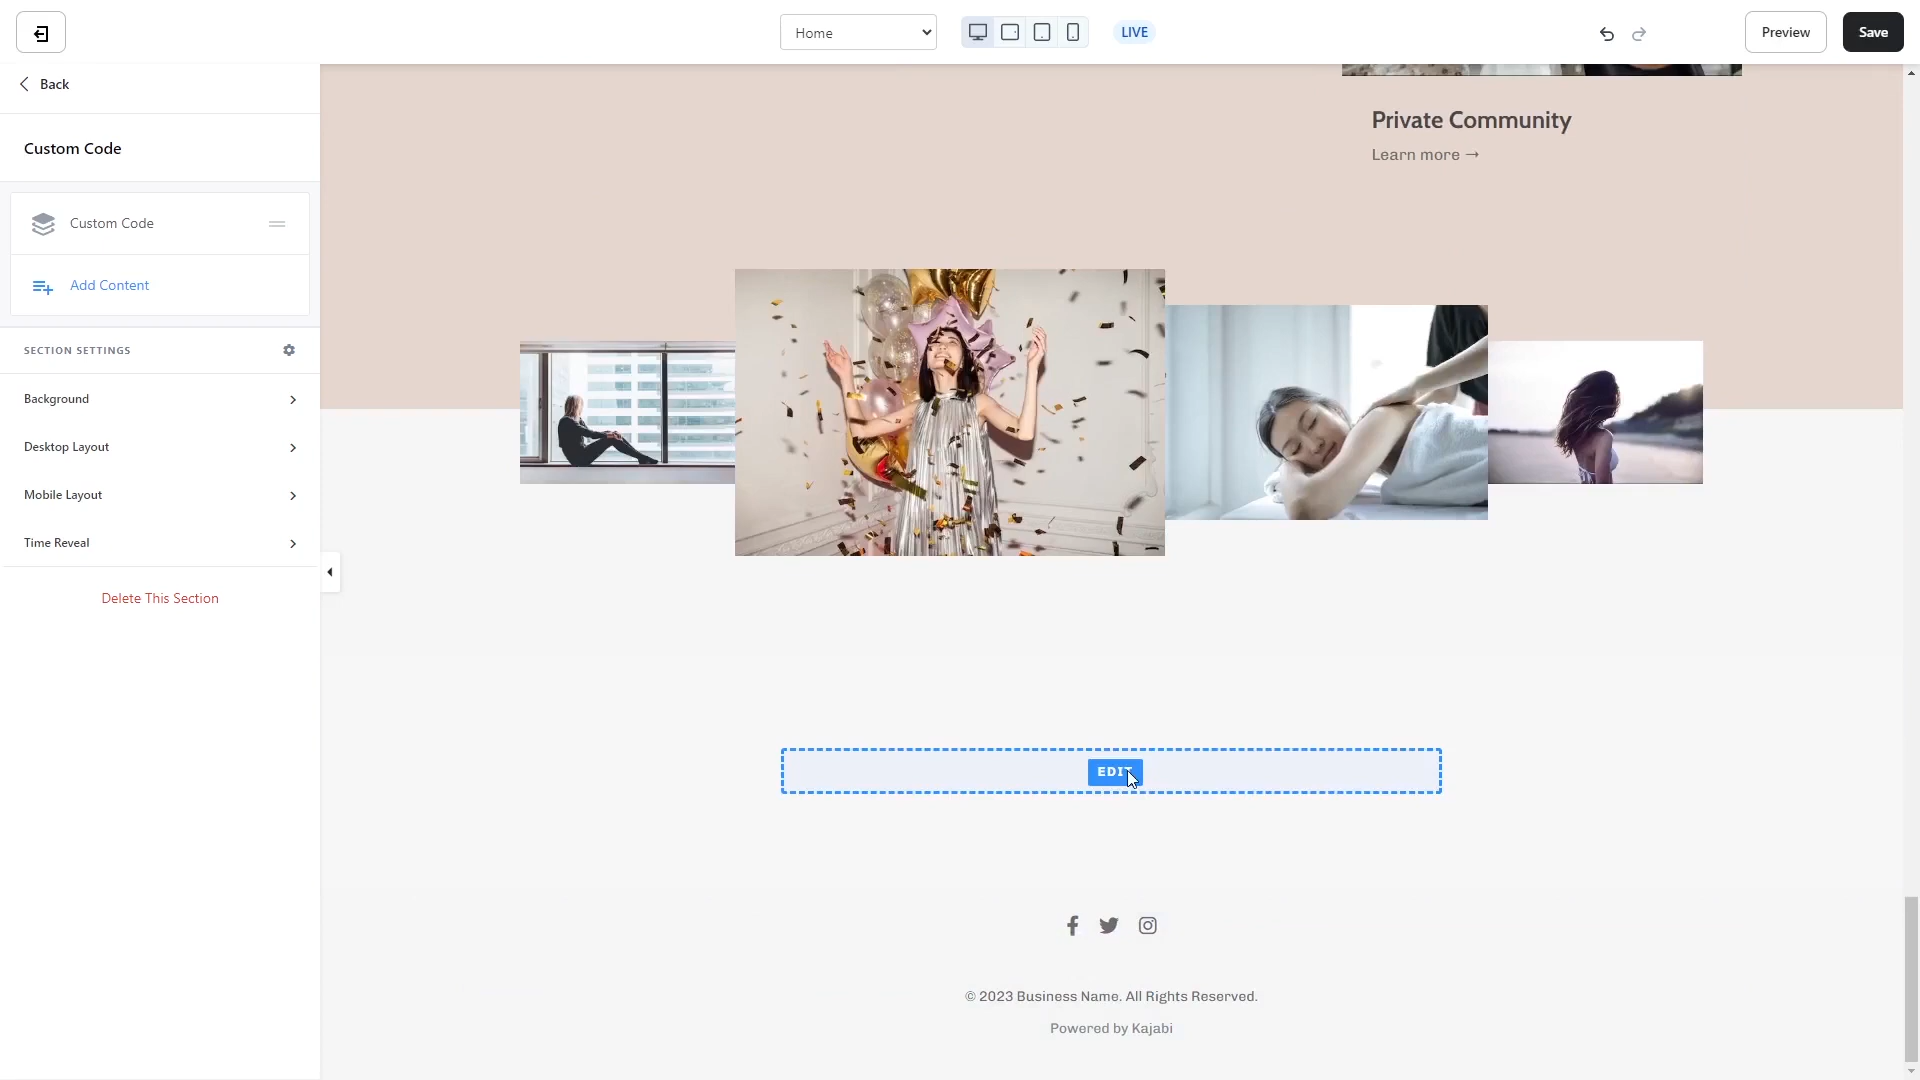 Home
LIVE
Preview
Save
Back
Custom Code
Custom Code
Add Content
SECTION SETTINGS
Background
Desktop Layout
Mobile Layout
Time Reveal
Delete This Section
Private Community
Learn more →
EDIT
© 2023 Business Name. All Rights Reserved.
Powered by Kajabi